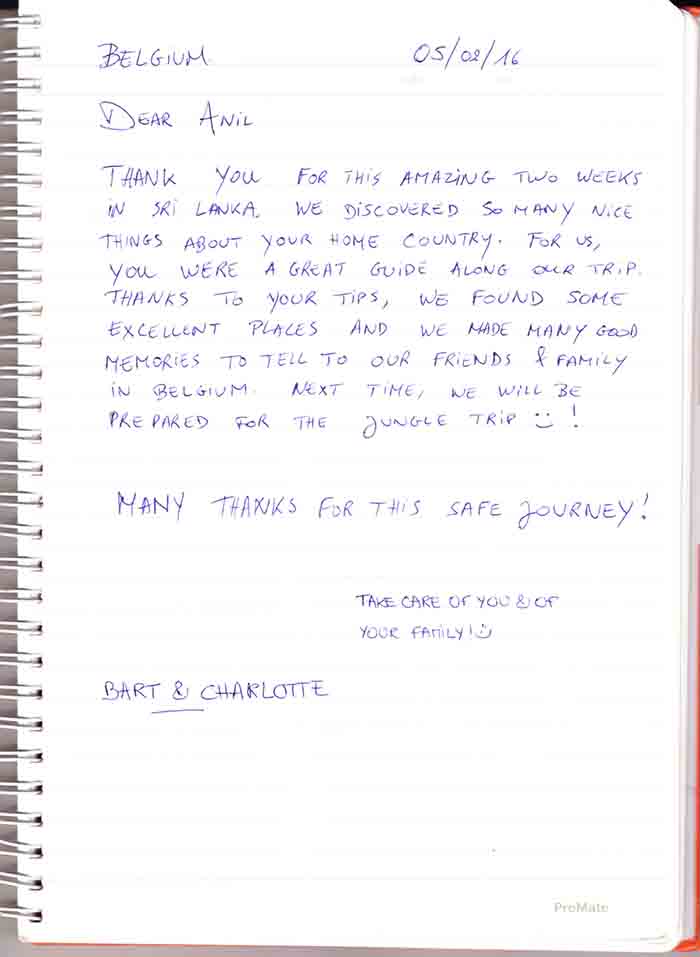 BELGIUM 05/02/16
DEAR ANIL
THANK YOU FOR THIS AMAZING TWO WEEKS
IN SRI LANKA. WE DISCOVERED SO MANY NICE
THINGS ABOUT YOUR HOME COUNTRY. FOR US,
YOU WERE A GREAT GUIDE ALONG OUR TRIP.
THANKS TO YOUR TIPS, WE FOUND SOME
EXCELLENT PLACES AND WE MADE MANY GOOD
MEMORIES TO TELL TO OUR FRIENDS & FAMILY
IN BELGIUM. NEXT TIME, WE WILL BE
PREPARED FOR THE JUNGLE TRIP :) !
MANY THANKS FOR THIS SAFE JOURNEY!
TAKE CARE OF YOU & OF
YOUR FAMILY! :)
BART & CHARLOTTE
ProMate